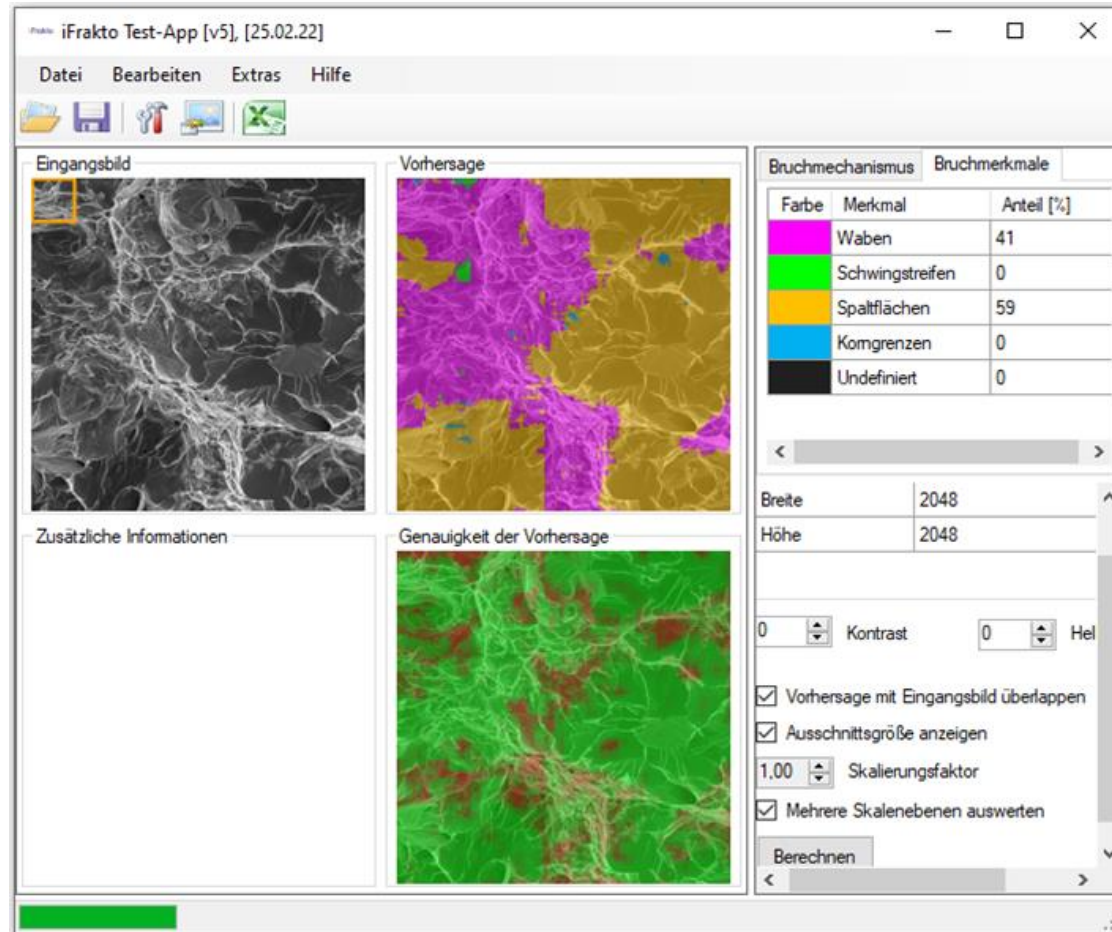 iFrakto Test-App [v5], [25.02.22]
Datei Bearbeiten Extras Hilfe
Eingangsbild
Vorhersage
Zusätzliche Informationen
Genauigkeit der Vorhersage
Bruchmechanismus Bruchmerkmale
Farbe Merkmal Anteil [%]
Waben 41
Schwingstreifen 0
Spaltflächen 59
Korngrenzen 0
Undefiniert 0
Breite 2048
Höhe 2048
0 Kontrast 0 Hel
Vorhersage mit Eingangsbild überlappen
Ausschnittsgröße anzeigen
1,00 Skalierungsfaktor
Mehrere Skalenebenen auswerten
Berechnen